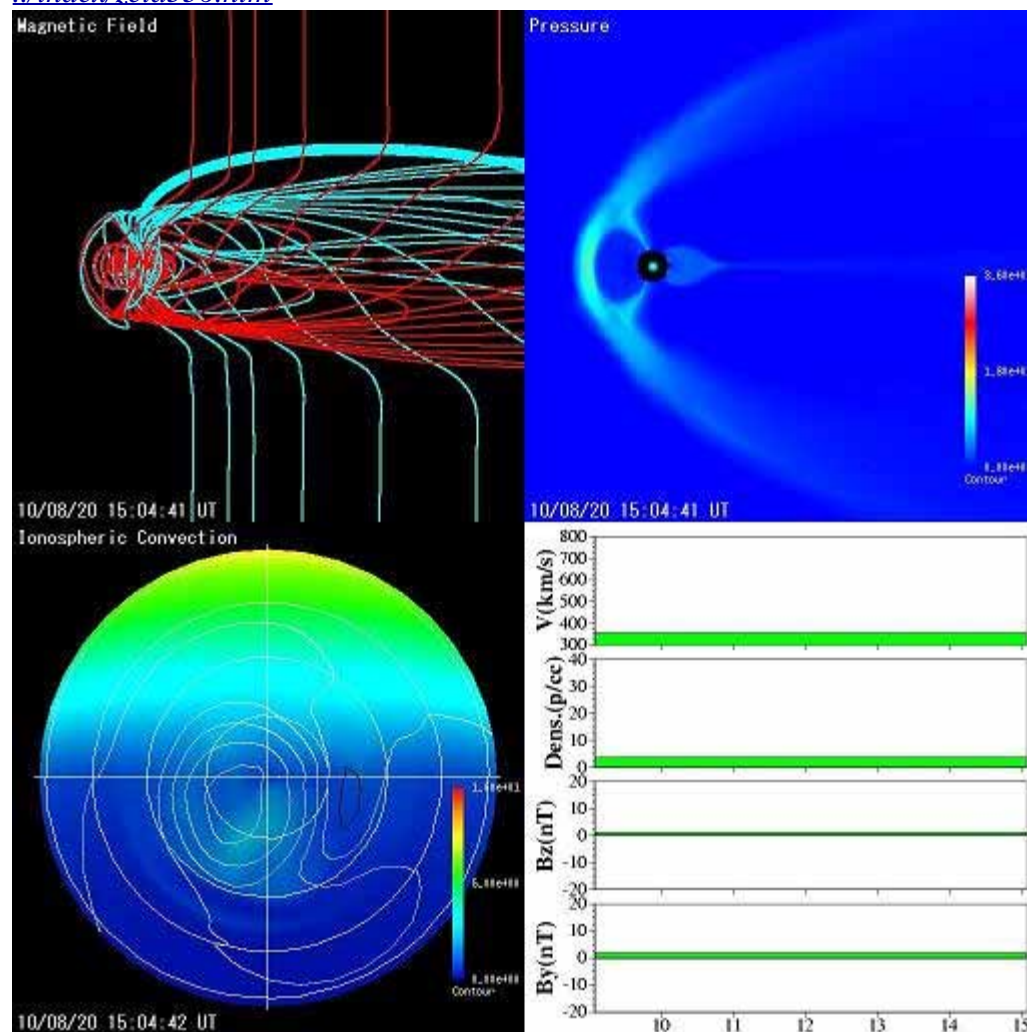 Magnetic Field
10/08/20 15:04:41 UT
Pressure
Contour
10/08/20 15:04:41 UT
Ionospheric Convection
Contour
10/08/20 15:04:42 UT
V(km/s)
800
700
600
500
400
300
Dens.(p/cc)
40
30
20
10
0
Bz(nT)
20
10
0
-10
-20
By(nT)
20
10
0
-10
-20
10 11 12 13 14 15